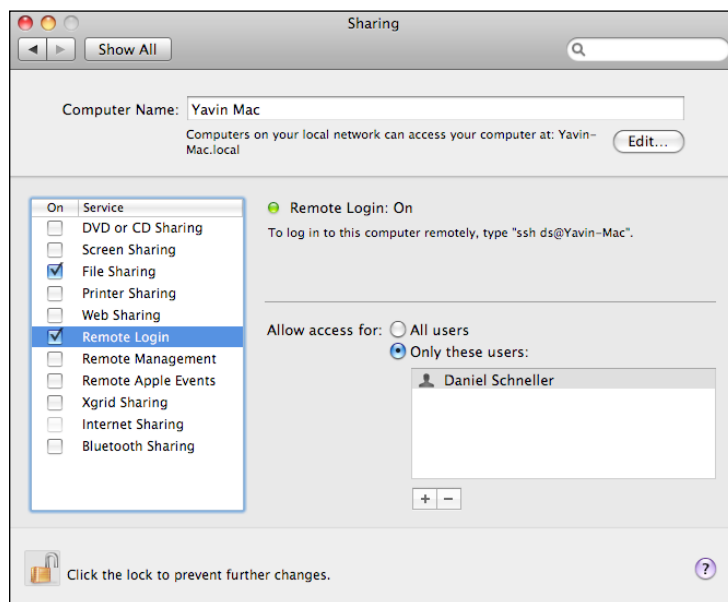 Sharing
Show All
Computer Name: Yavin Mac
Computers on your local network can access your computer at: Yavin-
Mac.local
Edit...
On Service
DVD or CD Sharing
Screen Sharing
File Sharing
Printer Sharing
Web Sharing
Remote Login
Remote Management
Remote Apple Events
Xgrid Sharing
Internet Sharing
Bluetooth Sharing
Remote Login: On
To log in to this computer remotely, type "ssh ds@Yavin-Mac".
Allow access for: All users
Only these users:
Daniel Schneller
+ −
Click the lock to prevent further changes.
?